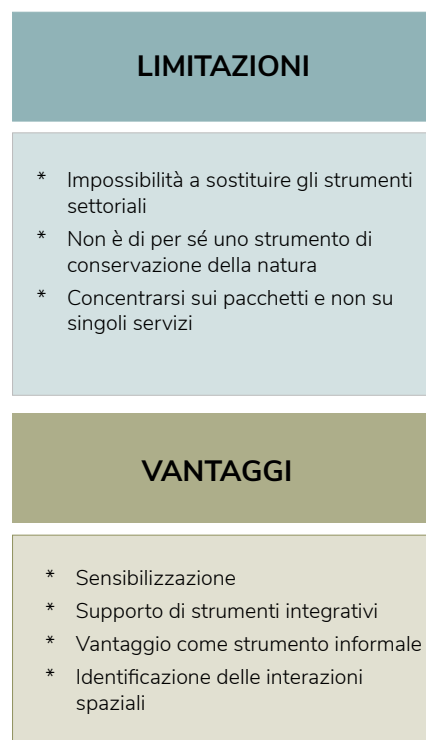 LIMITAZIONI
* Impossibilità a sostituire gli strumenti
settoriali
* Non è di per sé uno strumento di
conservazione della natura
* Concentrarsi sui pacchetti e non su
singoli servizi
VANTAGGI
* Sensibilizzazione
* Supporto di strumenti integrativi
* Vantaggio come strumento informale
* Identificazione delle interazioni
spaziali